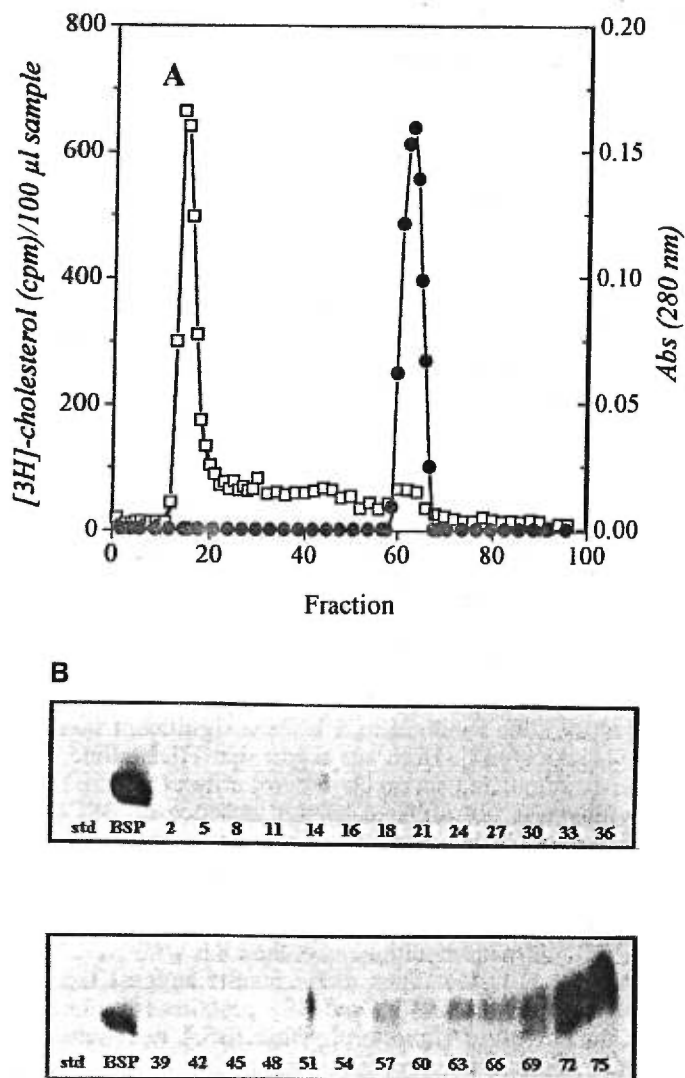 A
800
600
400
200
0
[3H]-cholesterol (cpm)/100 µl sample
0.20
0.15
0.10
0.05
0.00
Abs (280 nm)
0 20 40 60 80 100
Fraction
B
std BSP 2 5 8 11 14 16 18 21 24 27 30 33 36
std BSP 39 42 45 48 51 54 57 60 63 66 69 72 75